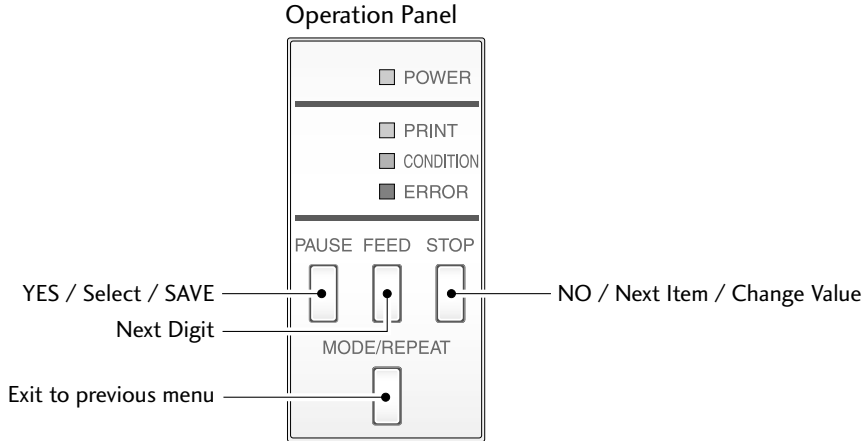 Operation Panel
POWER
PRINT
CONDITION
ERROR
PAUSE FEED STOP
YES / Select / SAVE
NO / Next Item / Change Value
Next Digit
MODE/REPEAT
Exit to previous menu